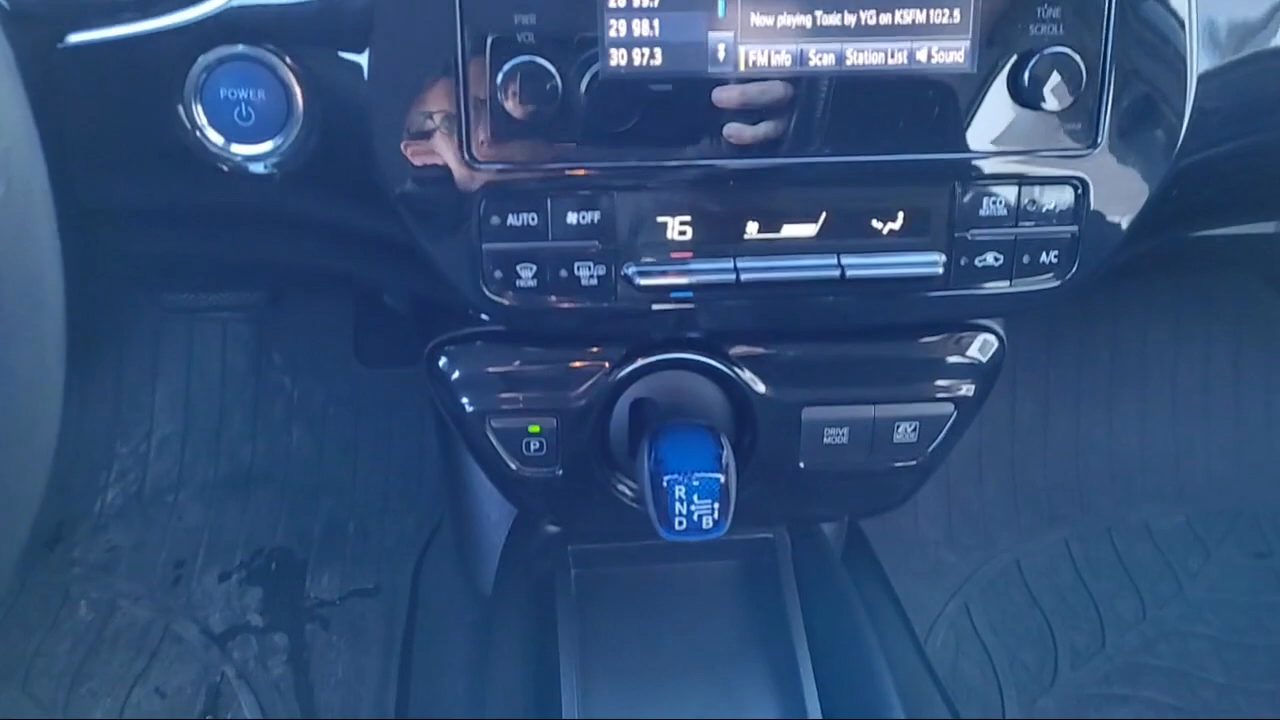 PWR
VOL
TUNE
SCROLL
29 98.1
30 97.3
Now playing Toxic by YG on KSFM 102.5
FM Info
Scan
Station List
Sound
POWER
AUTO
OFF
76
ECO
FRONT
REAR
A/C
P
DRIVE
MODE
EV
MODE
R
N
D
B